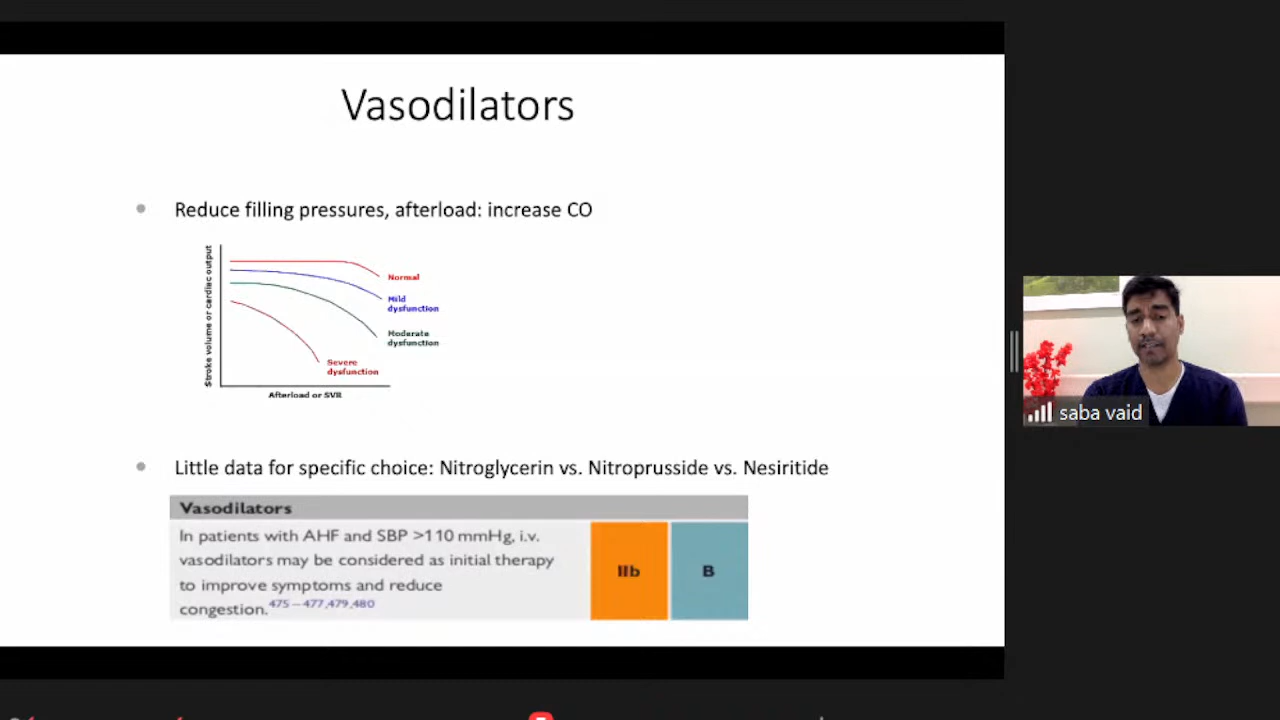 Vasodilators
Reduce filling pressures, afterload: increase CO
Stroke volume or cardiac output
Normal
Mild
dysfunction
Moderate
dysfunction
Severe
dysfunction
Afterload or SVR
Little data for specific choice: Nitroglycerin vs. Nitroprusside vs. Nesiritide
Vasodilators
In patients with AHF and SBP >110 mmHg, i.v.
vasodilators may be considered as initial therapy
to improve symptoms and reduce
congestion.475–477,479,480
IIb
B
saba vaid